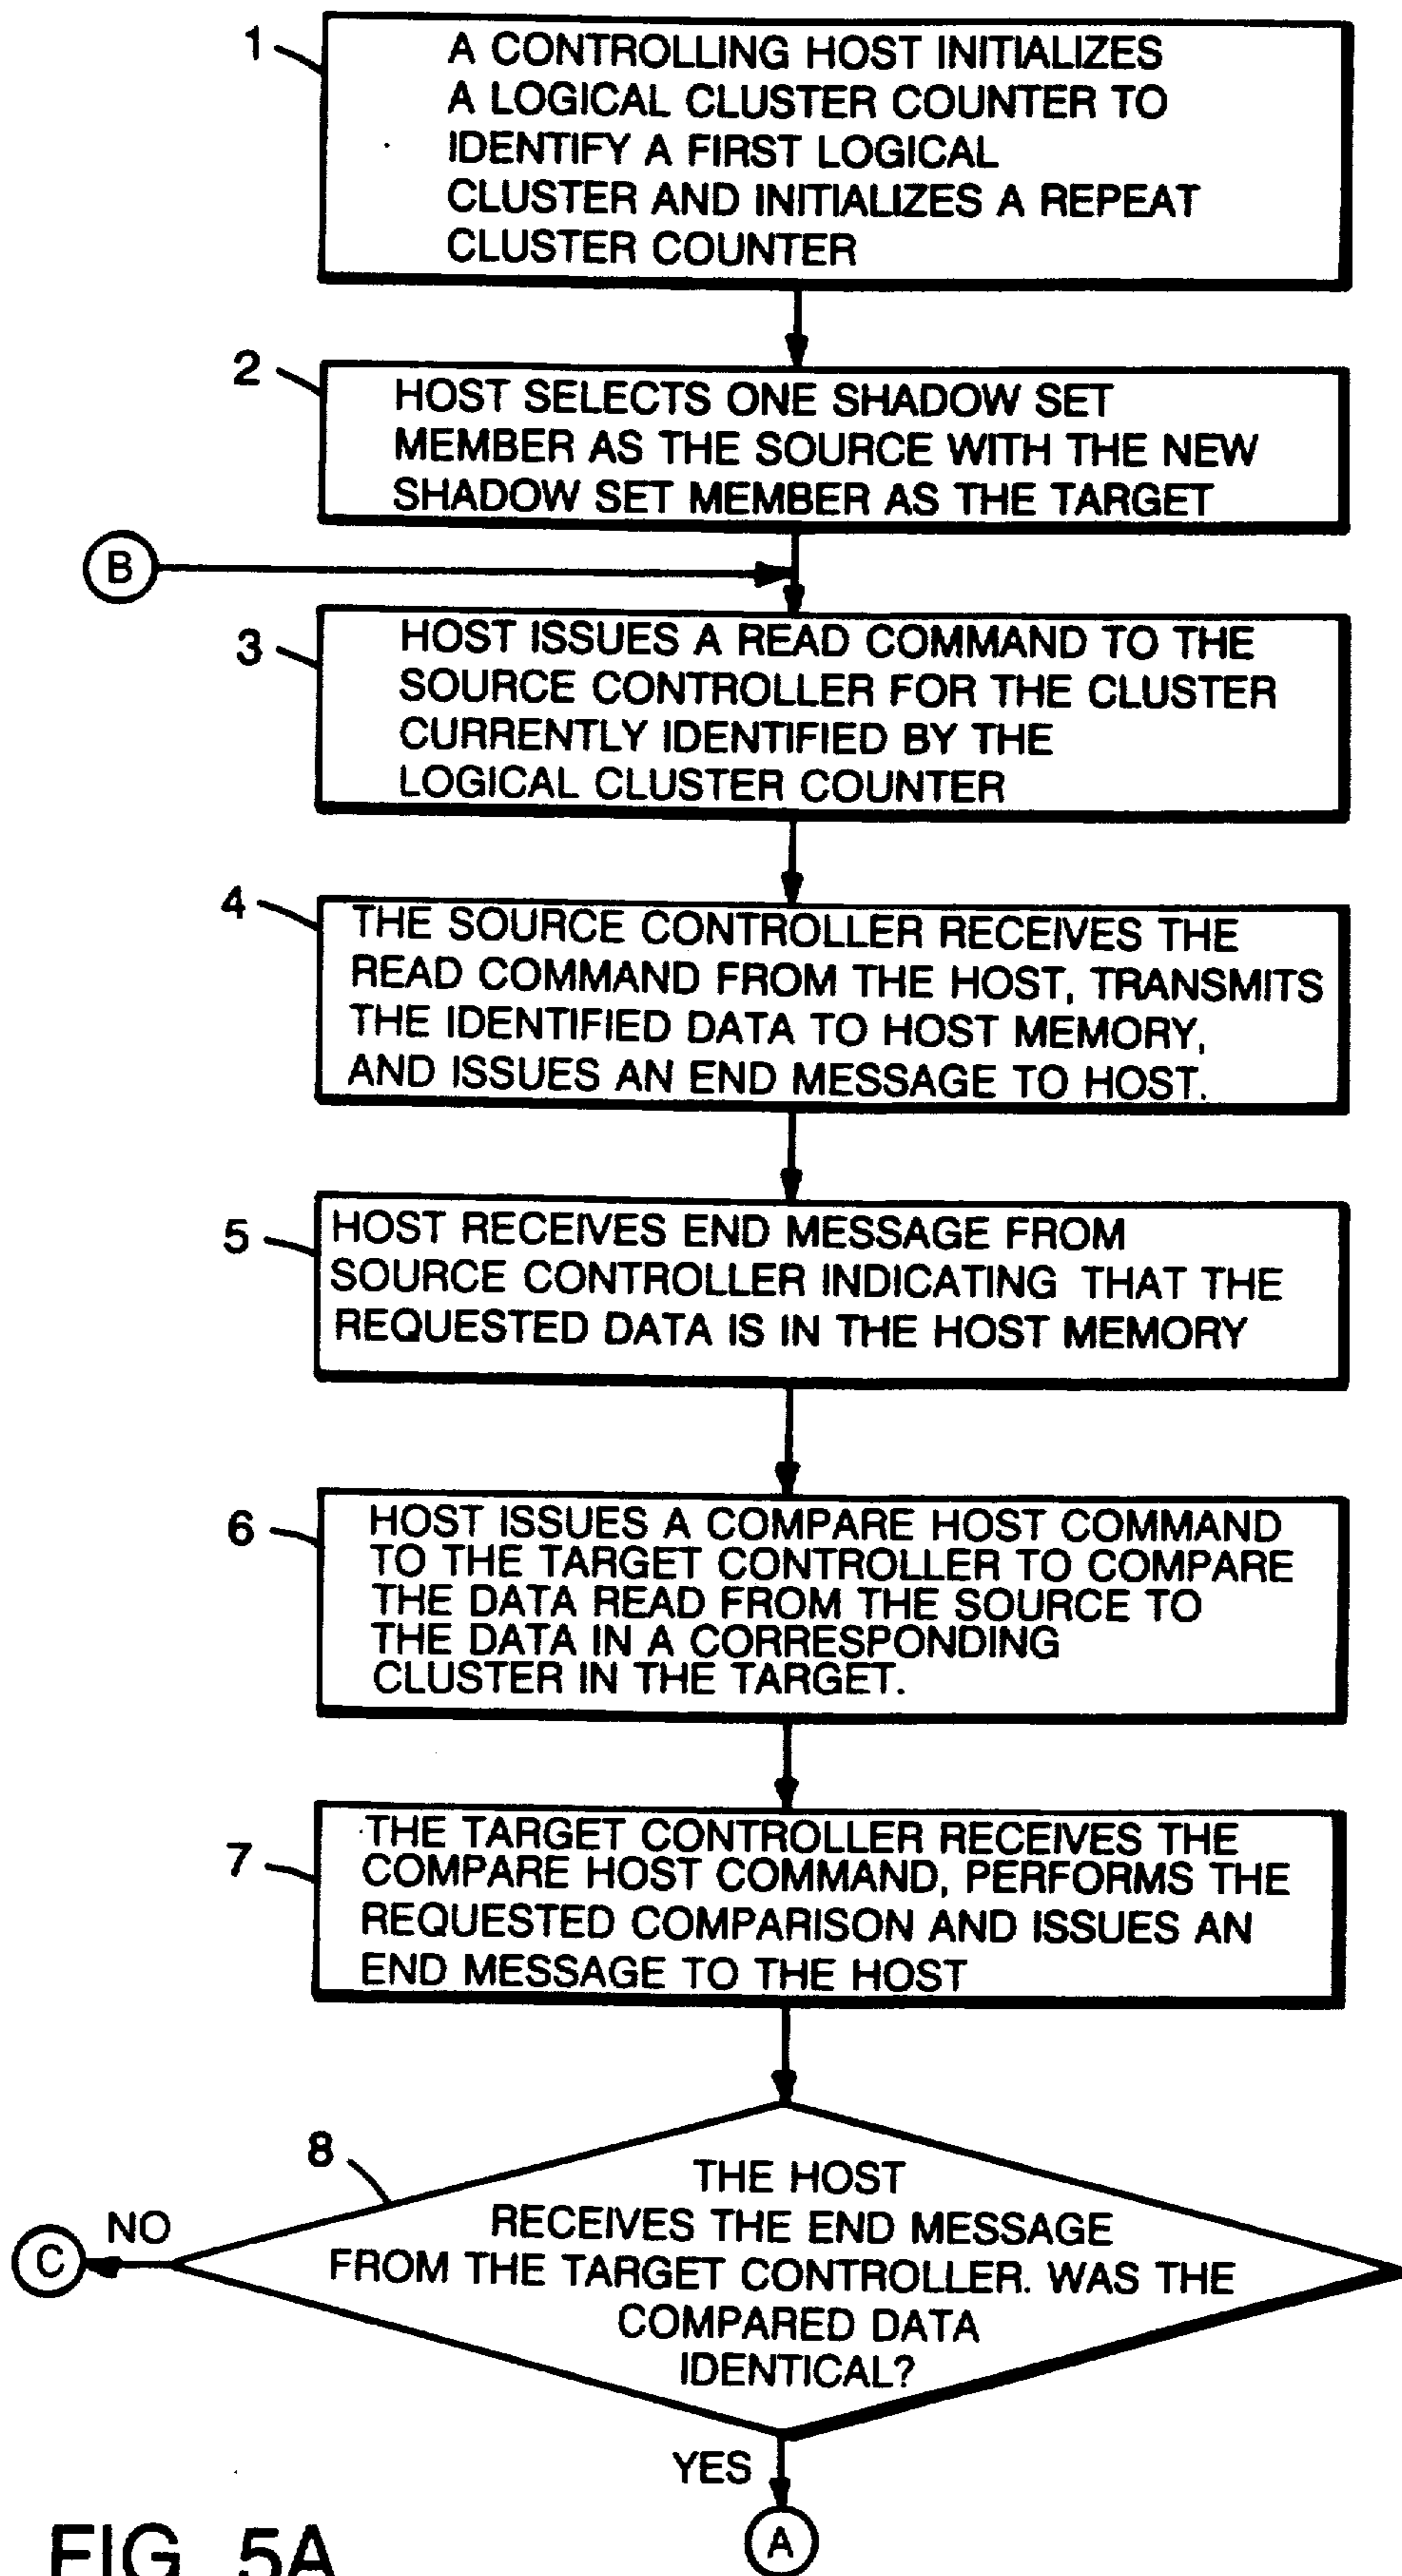 1
A CONTROLLING HOST INITIALIZES
A LOGICAL CLUSTER COUNTER TO
IDENTIFY A FIRST LOGICAL
CLUSTER AND INITIALIZES A REPEAT
CLUSTER COUNTER
2
HOST SELECTS ONE SHADOW SET
MEMBER AS THE SOURCE WITH THE NEW
SHADOW SET MEMBER AS THE TARGET
B
3
HOST ISSUES A READ COMMAND TO THE
SOURCE CONTROLLER FOR THE CLUSTER
CURRENTLY IDENTIFIED BY THE
LOGICAL CLUSTER COUNTER
4
THE SOURCE CONTROLLER RECEIVES THE
READ COMMAND FROM THE HOST, TRANSMITS
THE IDENTIFIED DATA TO HOST MEMORY,
AND ISSUES AN END MESSAGE TO HOST.
5
HOST RECEIVES END MESSAGE FROM
SOURCE CONTROLLER INDICATING THAT THE
REQUESTED DATA IS IN THE HOST MEMORY
6
HOST ISSUES A COMPARE HOST COMMAND
TO THE TARGET CONTROLLER TO COMPARE
THE DATA READ FROM THE SOURCE TO
THE DATA IN A CORRESPONDING
CLUSTER IN THE TARGET.
7
THE TARGET CONTROLLER RECEIVES THE
COMPARE HOST COMMAND, PERFORMS THE
REQUESTED COMPARISON AND ISSUES AN
END MESSAGE TO THE HOST
8
THE HOST
RECEIVES THE END MESSAGE
FROM THE TARGET CONTROLLER. WAS THE
COMPARED DATA
IDENTICAL?
NO
C
YES
A
FIG. 5A